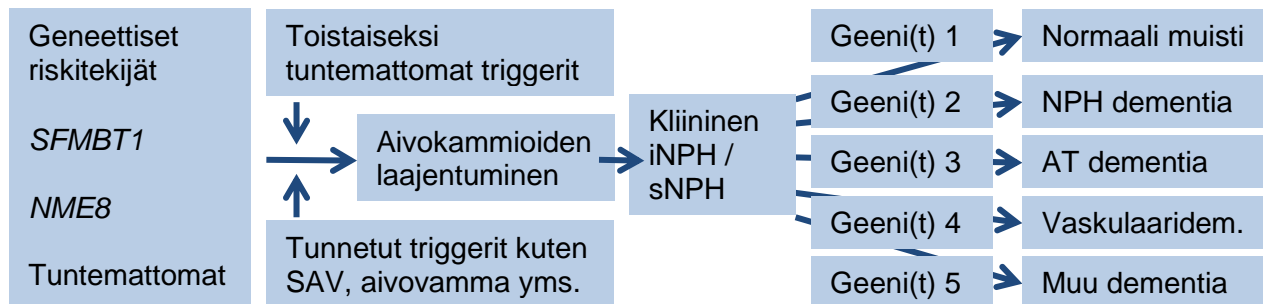 Geneettiset
riskitekijät
SFMBT1
NME8
Tuntemattomat
Toistaiseksi
tuntemattomat triggerit
Aivokammioiden
laajentuminen
Tunnetut triggerit kuten
SAV, aivovamma yms.
Kliininen
iNPH /
sNPH
Geeni(t) 1
Normaali muisti
Geeni(t) 2
NPH dementia
Geeni(t) 3
AT dementia
Geeni(t) 4
Vaskulaaridem.
Geeni(t) 5
Muu dementia